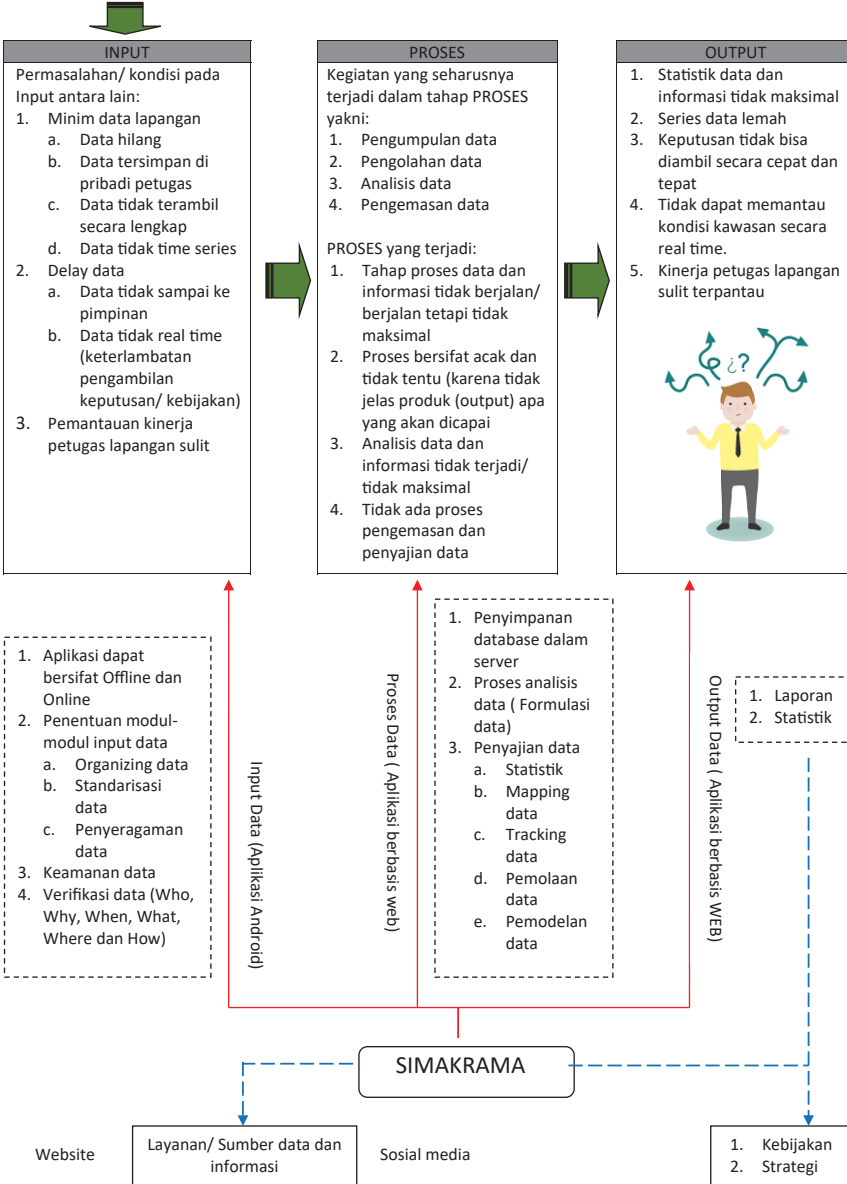 INPUT
Permasalahan/ kondisi pada
Input antara lain:
1. Minim data lapangan
a. Data hilang
b. Data tersimpan di
pribadi petugas
c. Data tidak terambil
secara lengkap
d. Data tidak time series
2. Delay data
a. Data tidak sampai ke
pimpinan
b. Data tidak real time
(keterlambatan
pengambilan
keputusan/ kebijakan)
3. Pemantauan kinerja
petugas lapangan sulit
PROSES
Kegiatan yang seharusnya
terjadi dalam tahap PROSES
yakni:
1. Pengumpulan data
2. Pengolahan data
3. Analisis data
4. Pengemasan data
PROSES yang terjadi:
1. Tahap proses data dan
informasi tidak berjalan/
berjalan tetapi tidak
maksimal
2. Proses bersifat acak dan
tidak tentu (karena tidak
jelas produk (output) apa
yang akan dicapai
3. Analisis data dan
informasi tidak terjadi/
tidak maksimal
4. Tidak ada proses
pengemasan dan
penyajian data
OUTPUT
1. Statistik data dan
informasi tidak maksimal
2. Series data lemah
3. Keputusan tidak bisa
diambil secara cepat dan
tepat
4. Tidak dapat memantau
kondisi kawasan secara
real time.
5. Kinerja petugas lapangan
sulit terpantau
¿?
1. Aplikasi dapat
bersifat Offline dan
Online
2. Penentuan modul-
modul input data
a. Organizing data
b. Standarisasi
data
c. Penyeragaman
data
3. Keamanan data
4. Verifikasi data (Who,
Why, When, What,
Where dan How)
Input Data (Aplikasi Android)
Proses Data ( Aplikasi berbasis web)
1. Penyimpanan
database dalam
server
2. Proses analisis
data ( Formulasi
data)
3. Penyajian data
a. Statistik
b. Mapping
data
c. Tracking
data
d. Pemolaan
data
e. Pemodelan
data
Output Data ( Aplikasi berbasis WEB)
1. Laporan
2. Statistik
SIMAKRAMA
Website
Layanan/ Sumber data dan
informasi
Sosial media
1. Kebijakan
2. Strategi